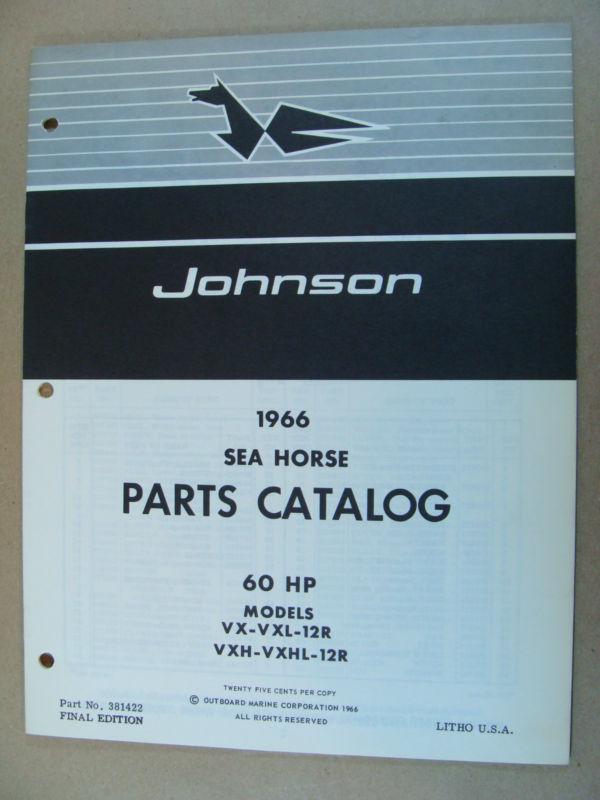 Johnson
1966
SEA HORSE
PARTS CATALOG
60 HP
MODELS
VX-VXL-12R
VXH-VXHL-12R
TWENTY FIVE CENTS PER COPY
© OUTBOARD MARINE CORPORATION 1966
ALL RIGHTS RESERVED
Part No. 381422
FINAL EDITION
LITHO U.S.A.